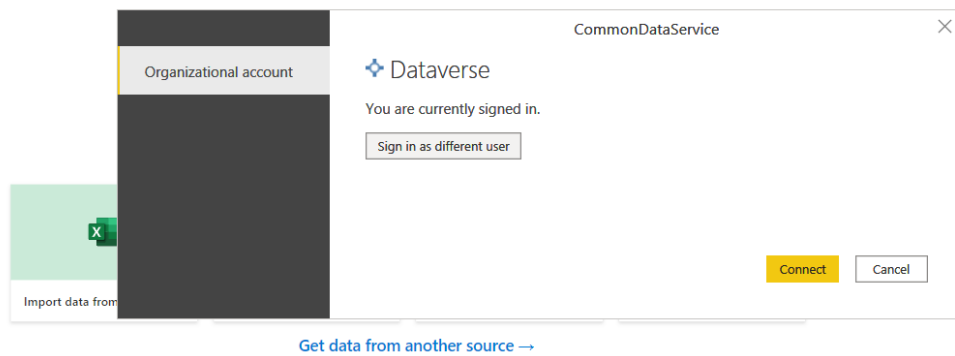 CommonDataService
Organizational account
Dataverse
You are currently signed in.
Sign in as different user
Connect
Cancel
X
Import data from
Get data from another source →